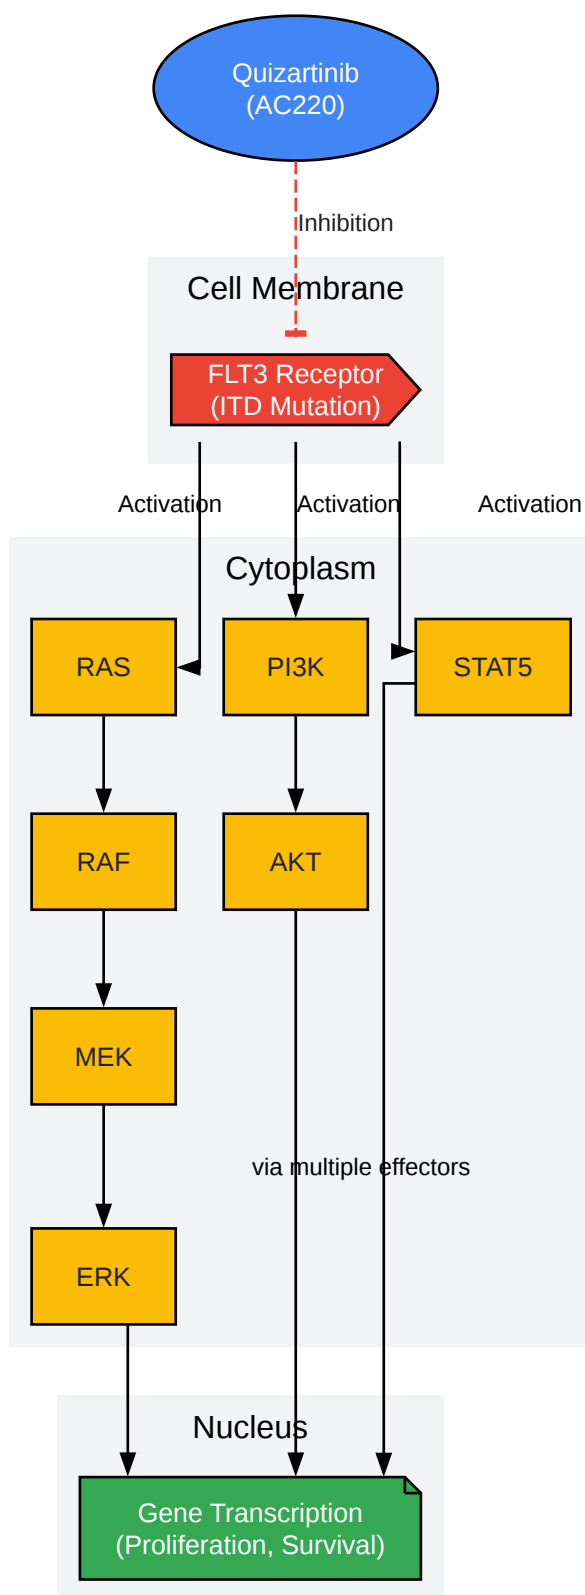 Quizartinib
(AC220)
Inhibition
Cell Membrane
FLT3 Receptor
(ITD Mutation)
Activation
Activation
Activation
Cytoplasm
RAS
PI3K
STAT5
RAF
AKT
MEK
via multiple effectors
ERK
Nucleus
Gene Transcription
(Proliferation, Survival)